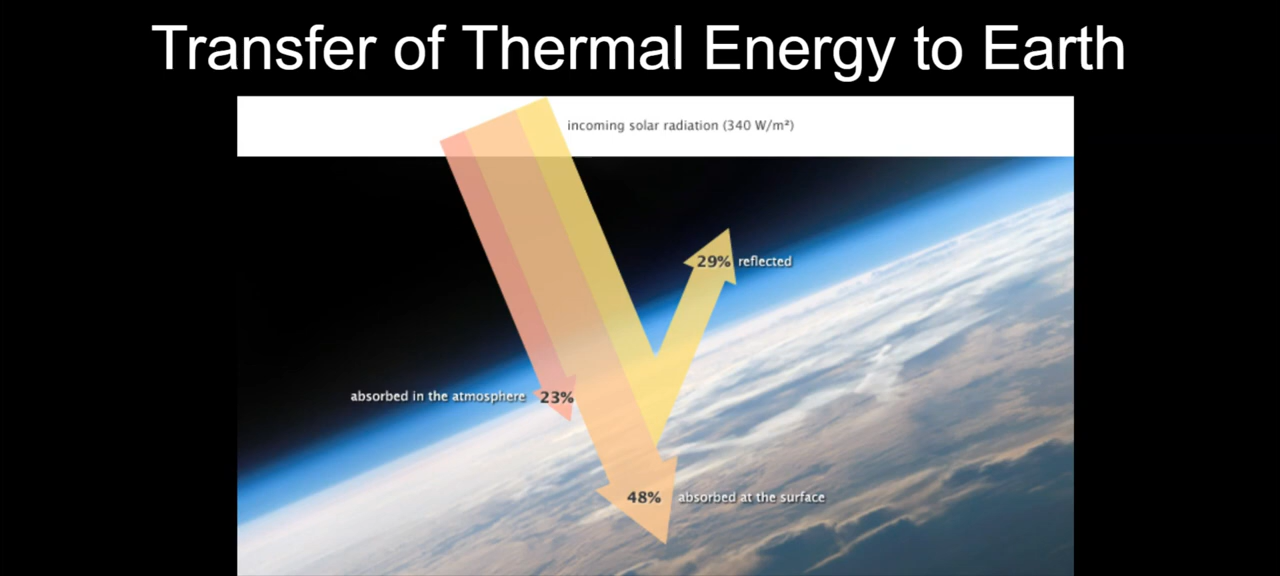 Transfer of Thermal Energy to Earth
incoming solar radiation (340 W/m²)
29% reflected
absorbed in the atmosphere 23%
48% absorbed at the surface